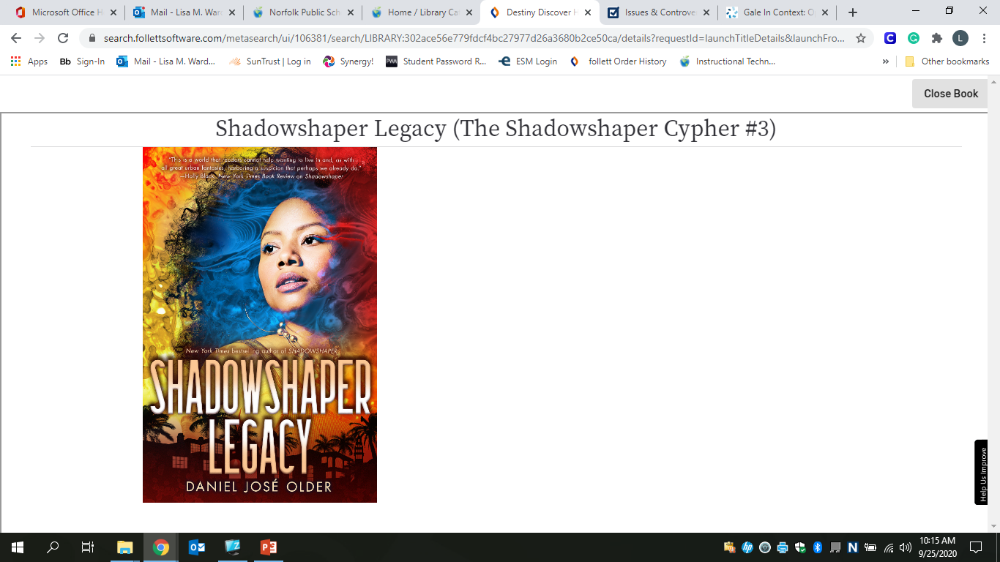 Microsoft Office H
Mail - Lisa M. War
Norfolk Public Sch
Home / Library Ca
Destiny Discover H
Issues & Controve
Gale In Context: O
search.follettsoftware.com/metasearch/ui/106381/search/LIBRARY:302ace56e779fdcf4bc27977d26a3680b2ce50ca/details?requestId=launchTitleDetails&launchFro...
C
G
L
Apps
Bb Sign-In
Mail - Lisa M. Ward...
SunTrust | Log in
Synergy!
PWM Student Password R...
ESM Login
follett Order History
Instructional Techn...
»
Other bookmarks
Close Book
Shadowshaper Legacy (The Shadowshaper Cypher #3)
"This is a world that readers cannot help wanting to live in and, as with
all great urban fantasies, harboring a suspicion that perhaps we already do."
—Holly Black, New York Times Book Review on Shadowshaper
New York Times bestselling author of SHADOWSHAPER
SHADOWSHAPER
LEGACY
DANIEL JOSÉ OLDER
Help Us Improve
10:15 AM
9/25/2020